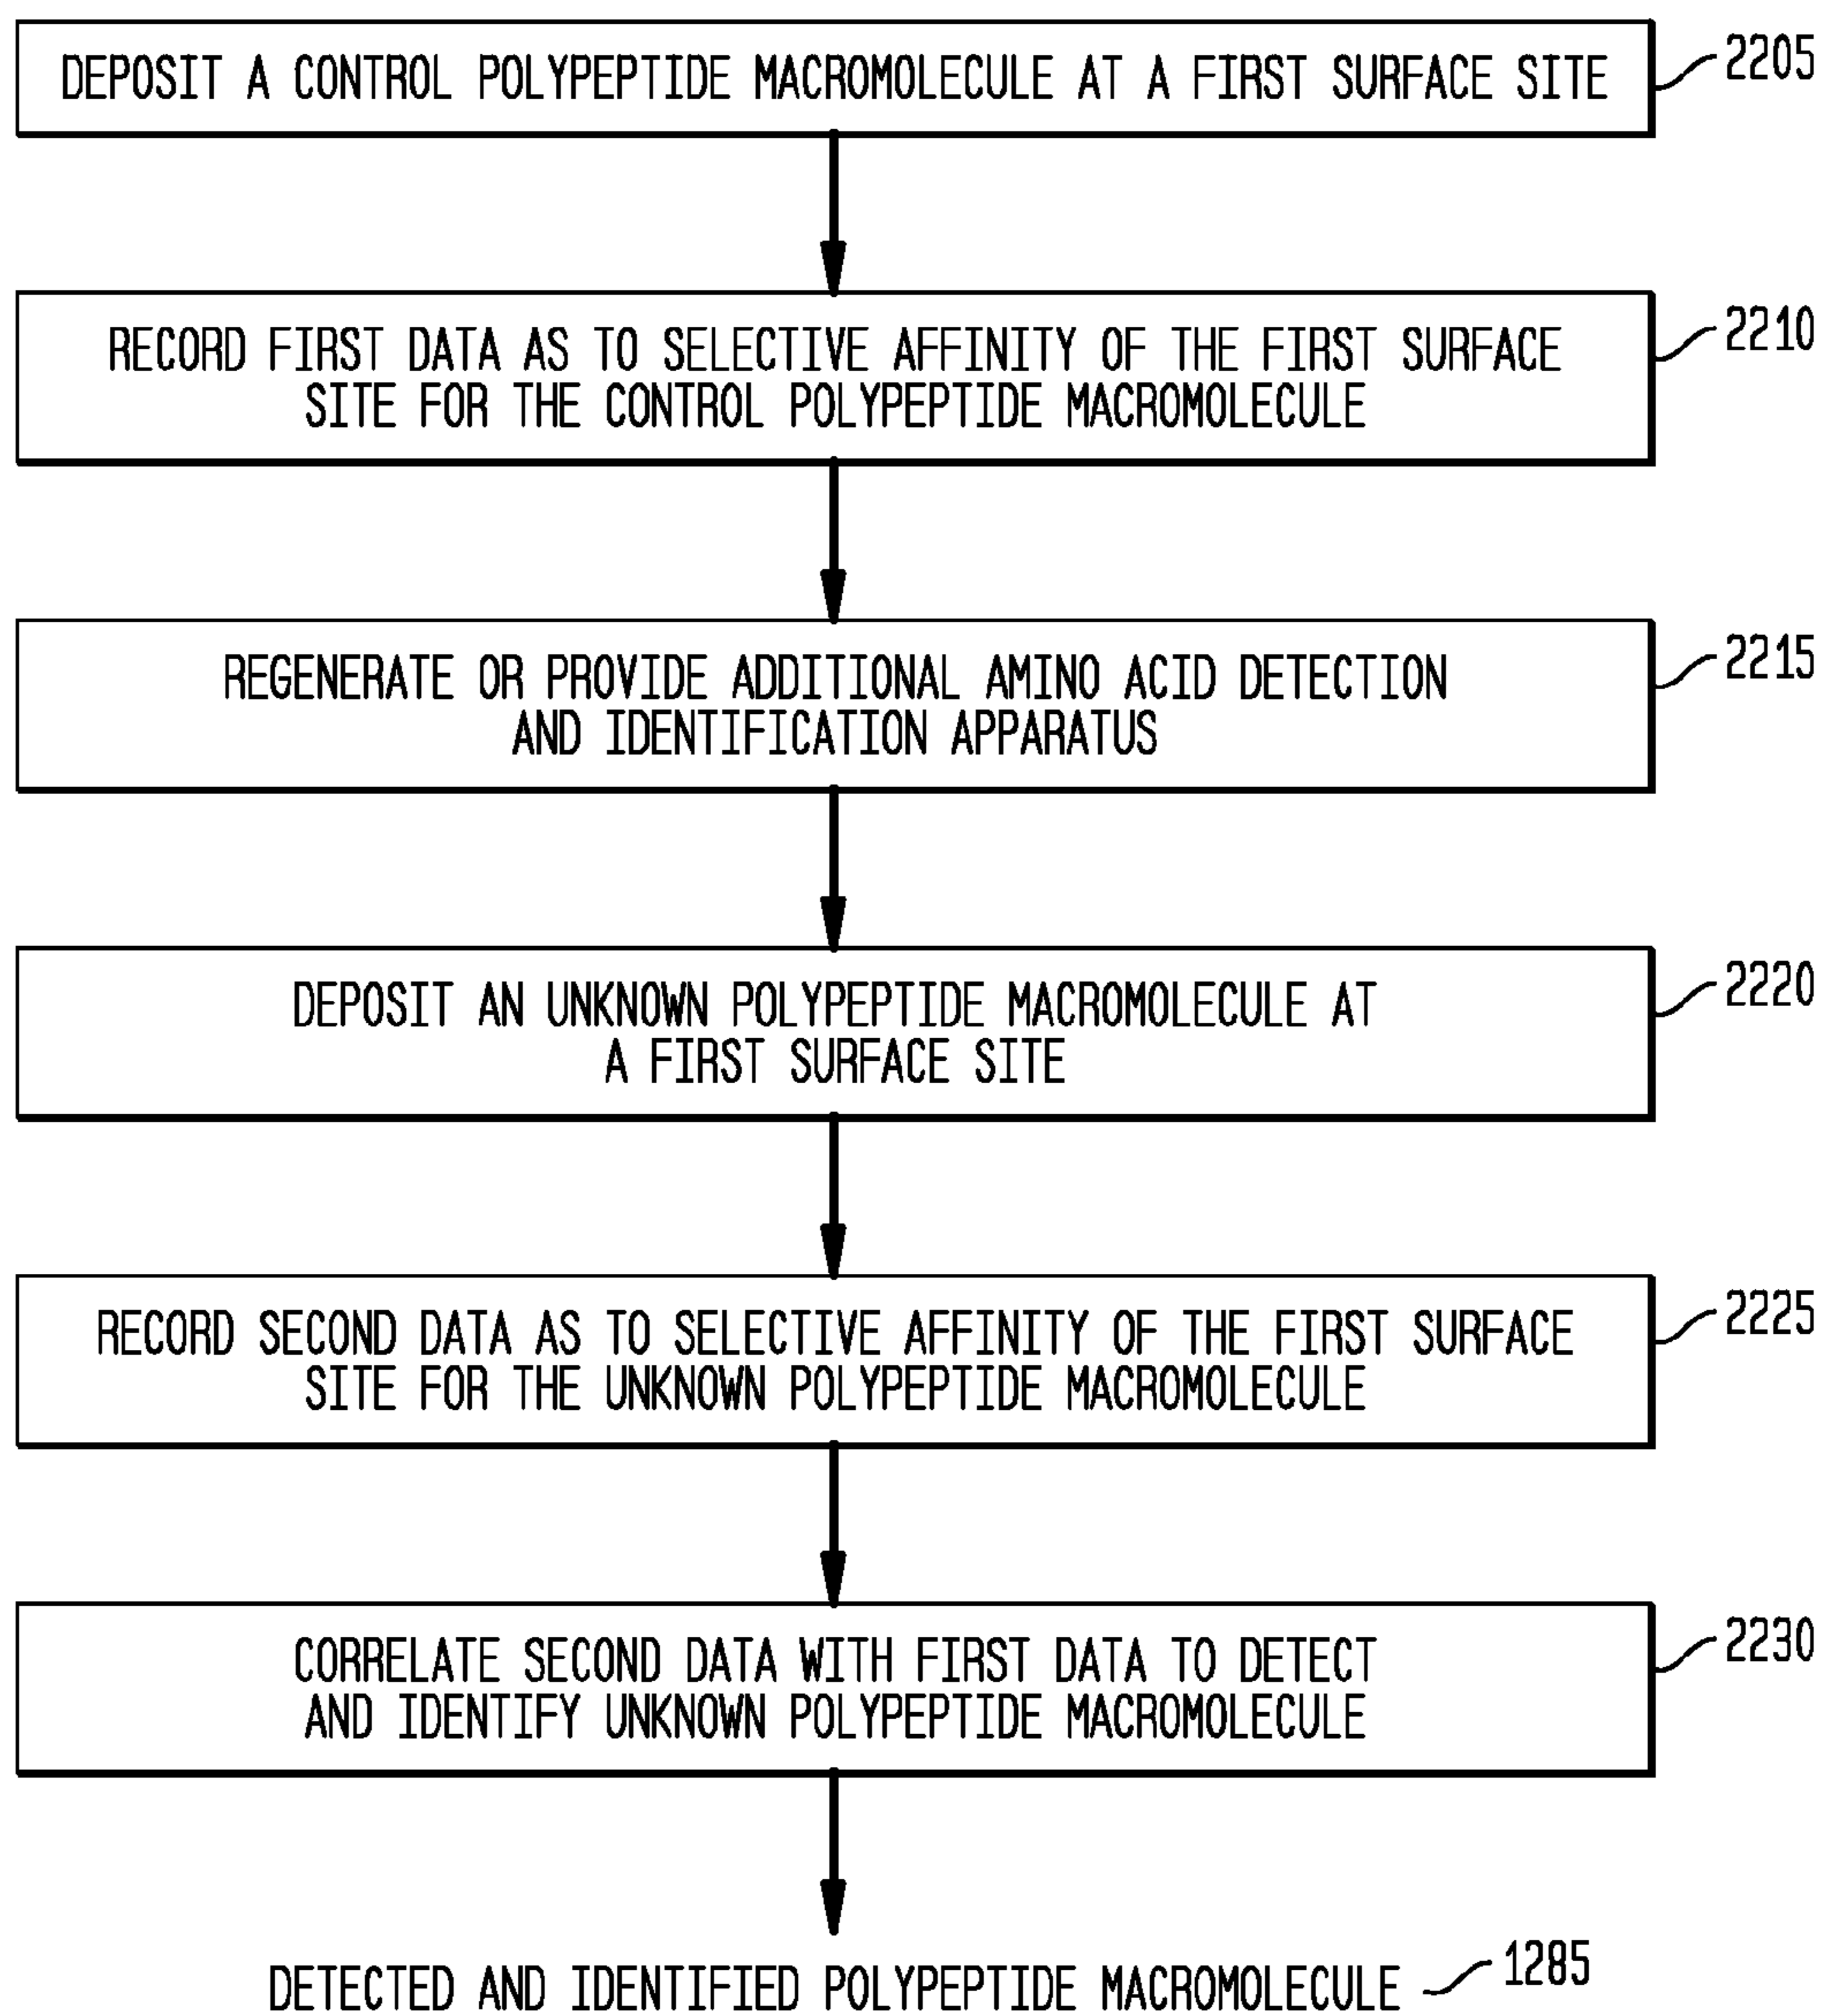 DEPOSIT A CONTROL POLYPEPTIDE MACROMOLECULE AT A FIRST SURFACE SITE
2205
RECORD FIRST DATA AS TO SELECTIVE AFFINITY OF THE FIRST SURFACE
SITE FOR THE CONTROL POLYPEPTIDE MACROMOLECULE
2210
REGENERATE OR PROVIDE ADDITIONAL AMINO ACID DETECTION
AND IDENTIFICATION APPARATUS
2215
DEPOSIT AN UNKNOWN POLYPEPTIDE MACROMOLECULE AT
A FIRST SURFACE SITE
2220
RECORD SECOND DATA AS TO SELECTIVE AFFINITY OF THE FIRST SURFACE
SITE FOR THE UNKNOWN POLYPEPTIDE MACROMOLECULE
2225
CORRELATE SECOND DATA WITH FIRST DATA TO DETECT
AND IDENTIFY UNKNOWN POLYPEPTIDE MACROMOLECULE
2230
DETECTED AND IDENTIFIED POLYPEPTIDE MACROMOLECULE
1285